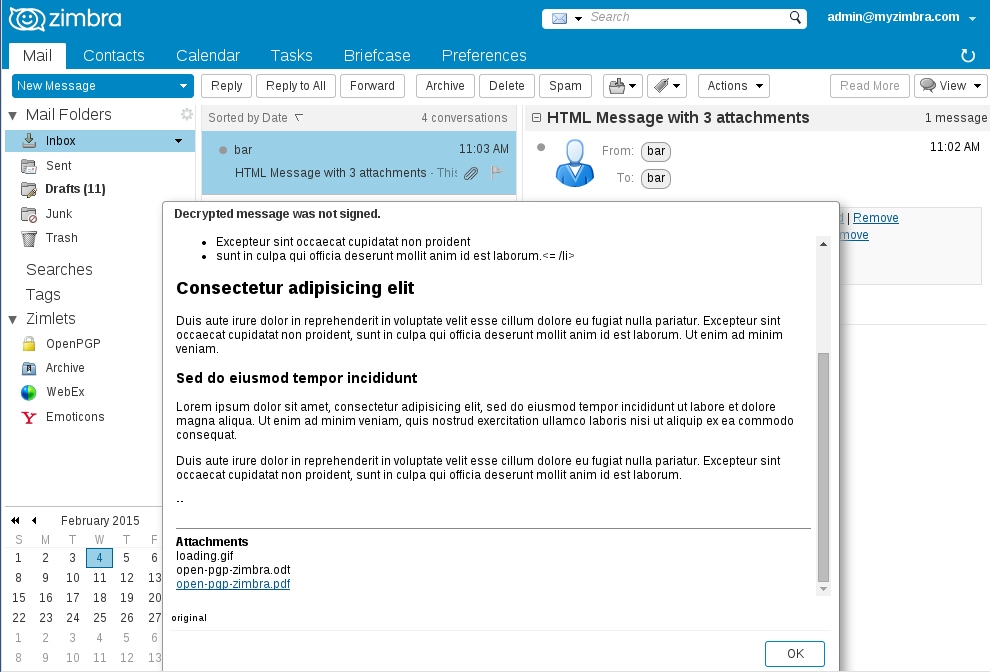 zimbra
Search
admin@myzimbra.com
Mail
Contacts
Calendar
Tasks
Briefcase
Preferences
New Message
Reply
Reply to All
Forward
Archive
Delete
Spam
Actions
Read More
View
Mail Folders
Inbox
Sent
Drafts (11)
Junk
Trash
Searches
Tags
Zimlets
OpenPGP
Archive
WebEx
Emoticons
Sorted by Date
4 conversations
bar
11:03 AM
HTML Message with 3 attachments - This
HTML Message with 3 attachments
1 message
From: bar
11:02 AM
To: bar
| Remove
move
Decrypted message was not signed.
• Excepteur sint occaecat cupidatat non proident
• sunt in culpa qui officia deserunt mollit anim id est laborum.<= /li>
Consectetur adipisicing elit
Duis aute irure dolor in reprehenderit in voluptate velit esse cillum dolore eu fugiat nulla pariatur. Excepteur sint
occaecat cupidatat non proident, sunt in culpa qui officia deserunt mollit anim id est laborum. Ut enim ad minim
veniam.
Sed do eiusmod tempor incididunt
Lorem ipsum dolor sit amet, consectetur adipisicing elit, sed do eiusmod tempor incididunt ut labore et dolore
magna aliqua. Ut enim ad minim veniam, quis nostrud exercitation ullamco laboris nisi ut aliquip ex ea commodo
consequat.
Duis aute irure dolor in reprehenderit in voluptate velit esse cillum dolore eu fugiat nulla pariatur. Excepteur sint
occaecat cupidatat non proident, sunt in culpa qui officia deserunt mollit anim id est laborum.
--
Attachments
loading.gif
open-pgp-zimbra.odt
open-pgp-zimbra.pdf
original
OK
February 2015
S M T W T F
1 2 3 4 5 6
8 9 10 11 12 13
15 16 17 18 19 20
22 23 24 25 26 27
1 2 3 4 5 6
8 9 10 11 12 13